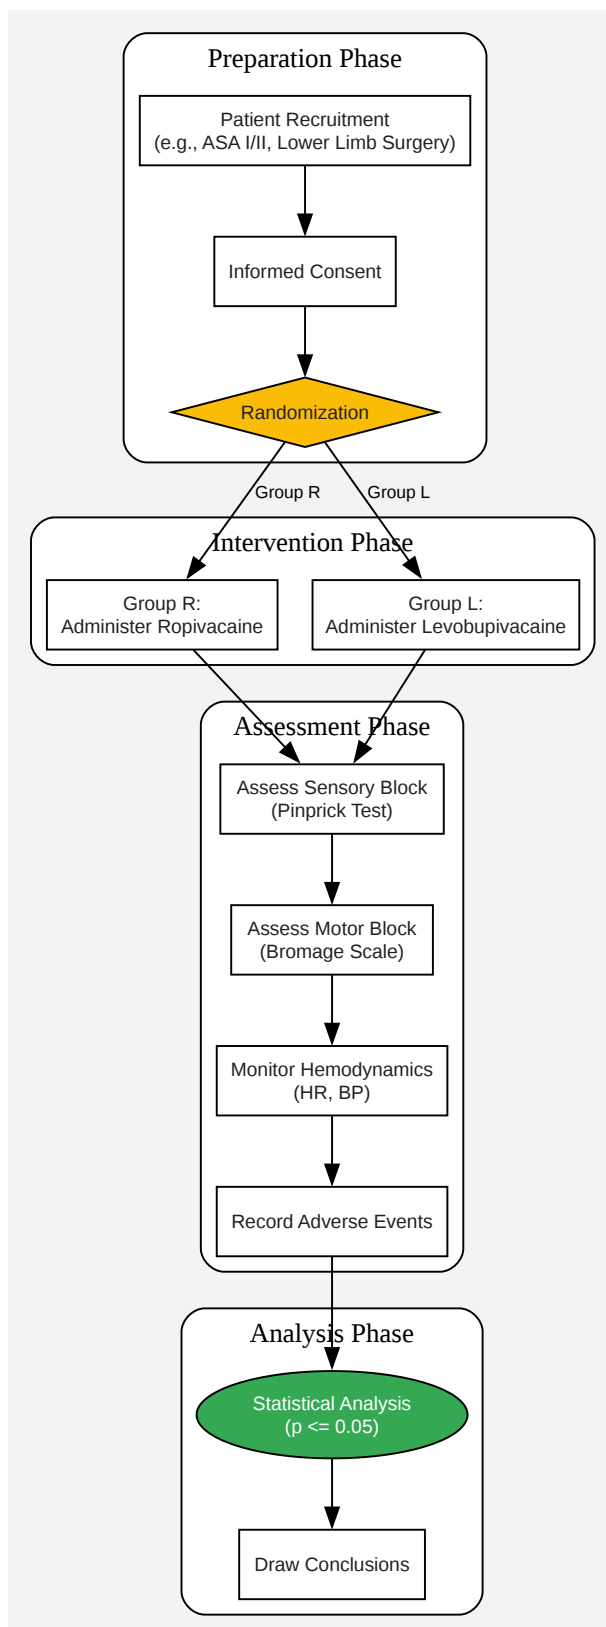 Preparation Phase
Patient Recruitment
(e.g., ASA I/II, Lower Limb Surgery)
Informed Consent
Randomization
Group R
Group L
Intervention Phase
Group R:
Administer Ropivacaine
Group L:
Administer Levobupivacaine
Assessment Phase
Assess Sensory Block
(Pinprick Test)
Assess Motor Block
(Bromage Scale)
Monitor Hemodynamics
(HR, BP)
Record Adverse Events
Analysis Phase
Statistical Analysis
(p <= 0.05)
Draw Conclusions